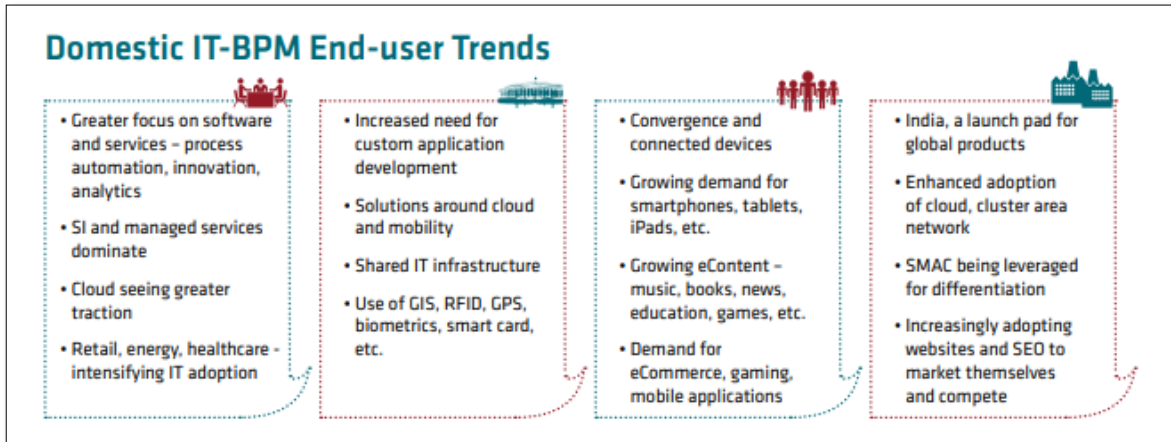 Domestic IT-BPM End-user Trends
• Greater focus on software
and services – process
automation, innovation,
analytics
• SI and managed services
dominate
• Cloud seeing greater
traction
• Retail, energy, healthcare -
intensifying IT adoption
• Increased need for
custom application
development
• Solutions around cloud
and mobility
• Shared IT infrastructure
• Use of GIS, RFID, GPS,
biometrics, smart card,
etc.
• Convergence and
connected devices
• Growing demand for
smartphones, tablets,
iPads, etc.
• Growing eContent –
music, books, news,
education, games, etc.
• Demand for
eCommerce, gaming,
mobile applications
• India, a launch pad for
global products
• Enhanced adoption
of cloud, cluster area
network
• SMAC being leveraged
for differentiation
• Increasingly adopting
websites and SEO to
market themselves
and compete